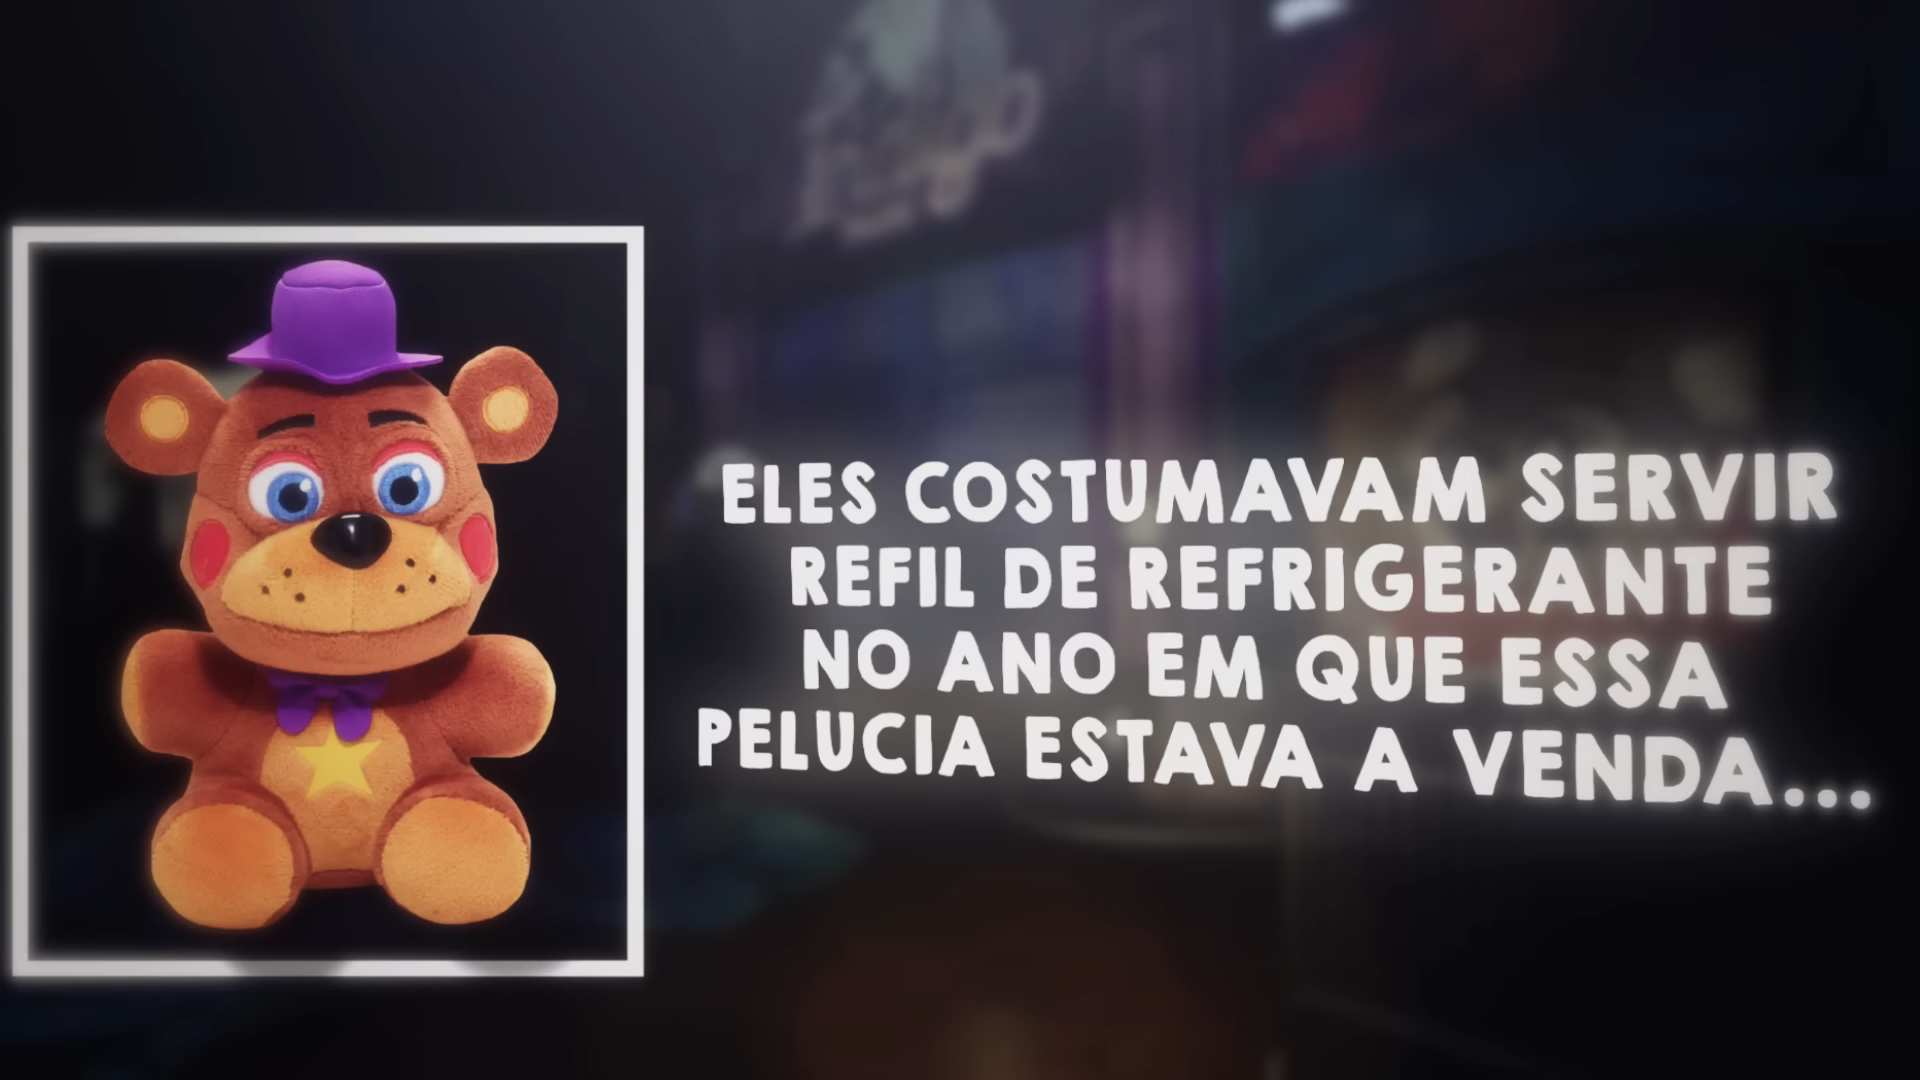 ELES COSTUMAVAM SERVIR
REFIL DE REFRIGERANTE
NO ANO EM QUE ESSA
PELUCIA ESTAVA A VENDA...